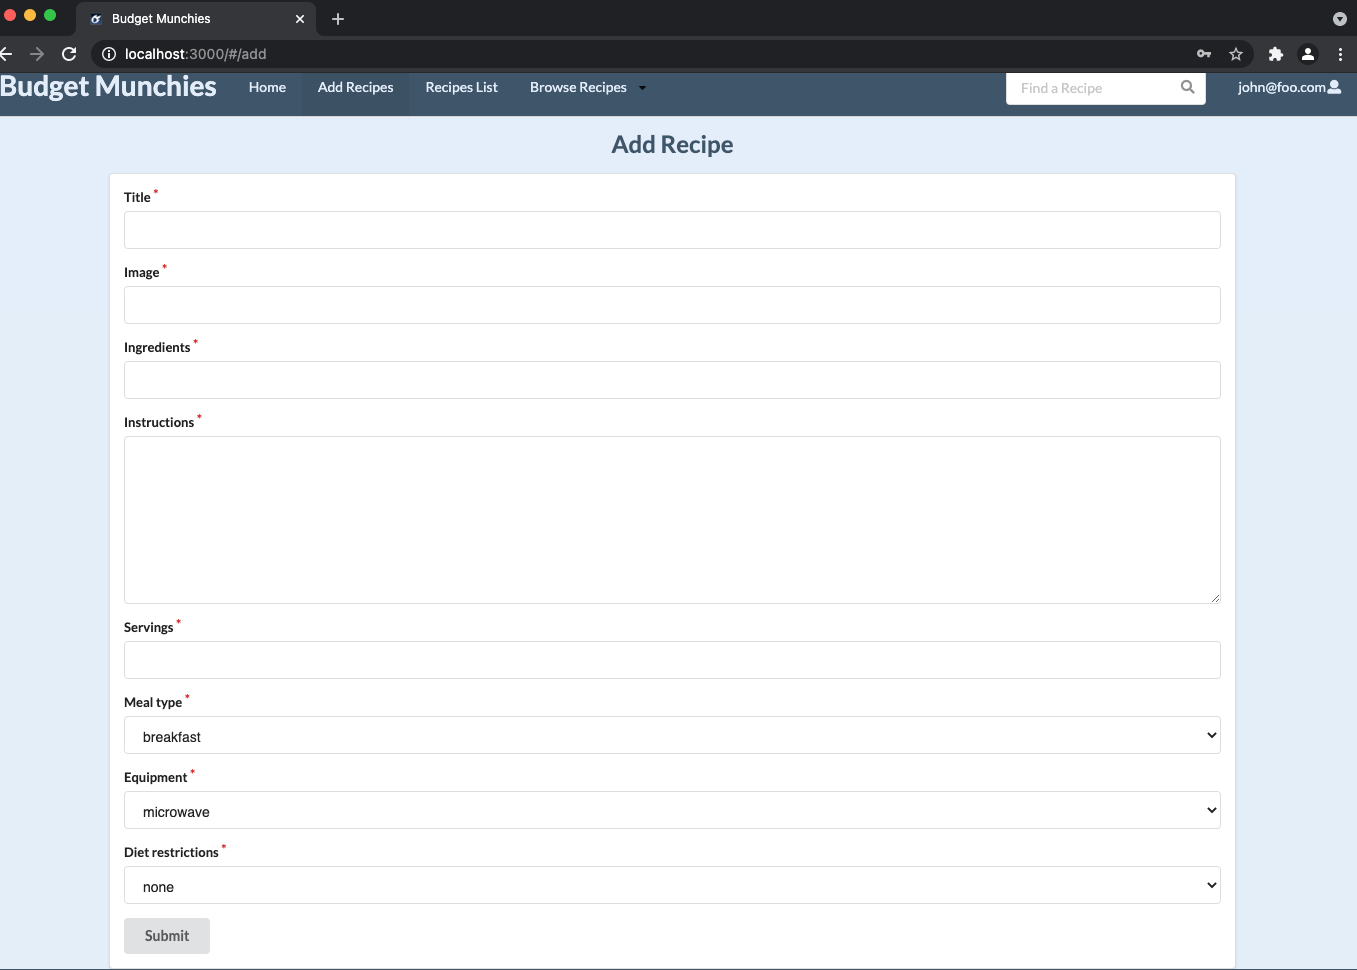 Budget Munchies
localhost:3000/#/add
Budget Munchies Home Add Recipes Recipes List Browse Recipes Find a Recipe john@foo.com
Add Recipe
Title *
Image *
Ingredients *
Instructions *
Servings *
Meal type *
breakfast
Equipment *
microwave
Diet restrictions *
none
Submit